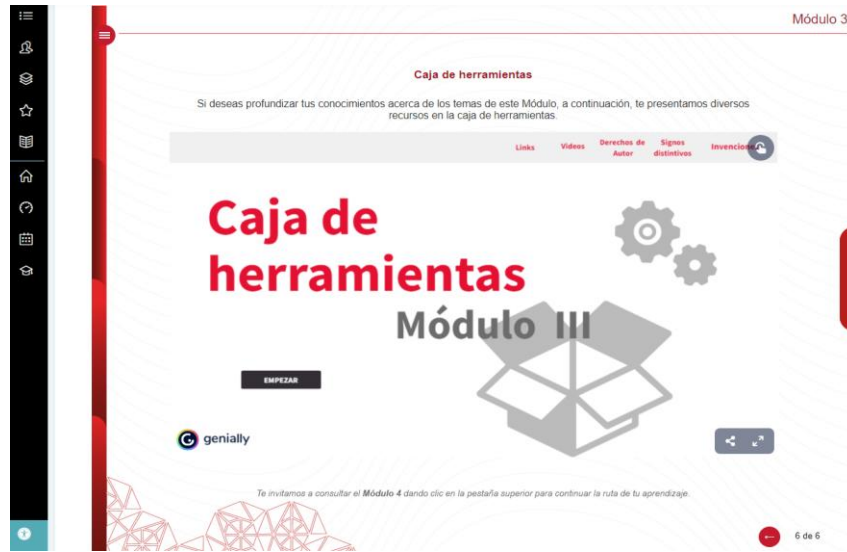 Módulo 3
Caja de herramientas
Si deseas profundizar tus conocimientos acerca de los temas de este Módulo, a continuación, te presentamos diversos
recursos en la caja de herramientas.
Links Videos Derechos de Autor Signos distintivos
Caja de
herramientas
Módulo III
EMPEZAR
genially
Te invitamos a consultar el Módulo 4 dando clic en la pestaña superior para continuar la ruta de tu aprendizaje.
6 de 6